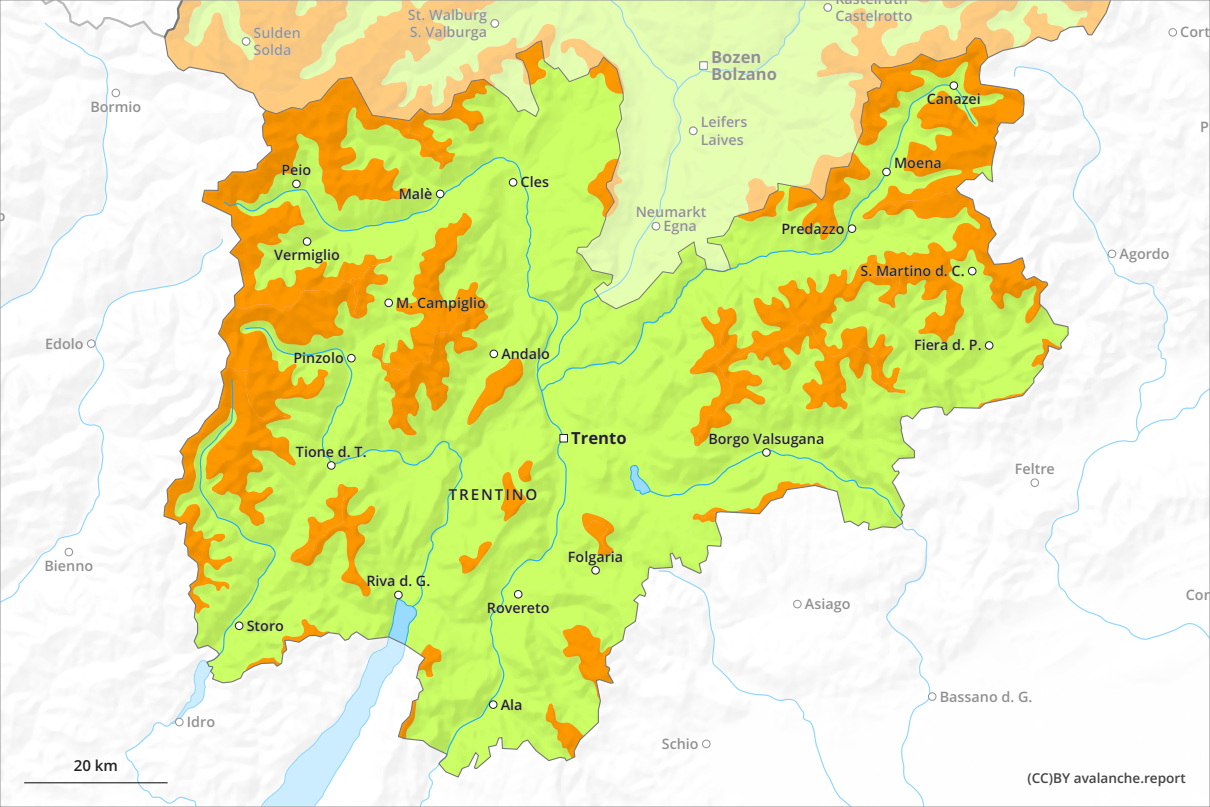 St. Walburg
S. Valburga
Kastelruth
Castelrotto
Sulden
Solda
Cort
Bozen
Bolzano
Bormio
Canazei
Leifers
Laives
Moena
Peio
Malè
Cles
Neumarkt
Egna
Predazzo
Vermiglio
Agordo
S. Martino d. C.
M. Campiglio
Edolo
Pinzolo
Andalo
Fiera d. P.
Trento
Borgo Valsugana
Tione d. T.
Feltre
TRENTINO
Bienno
Folgaria
Riva d. G.
Cor
Rovereto
Asiago
Storo
Bassano d. G.
Ala
Idro
Schio
20 km
(CC)BY avalanche.report